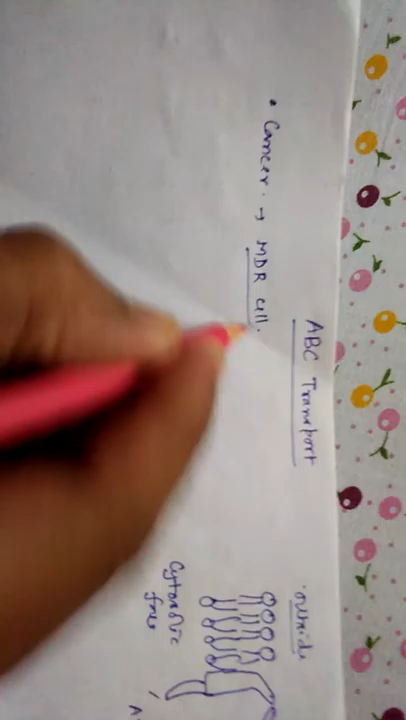 ABC Transport
• Cancer. → MDR cell.
outside
Cytosolic
face
A